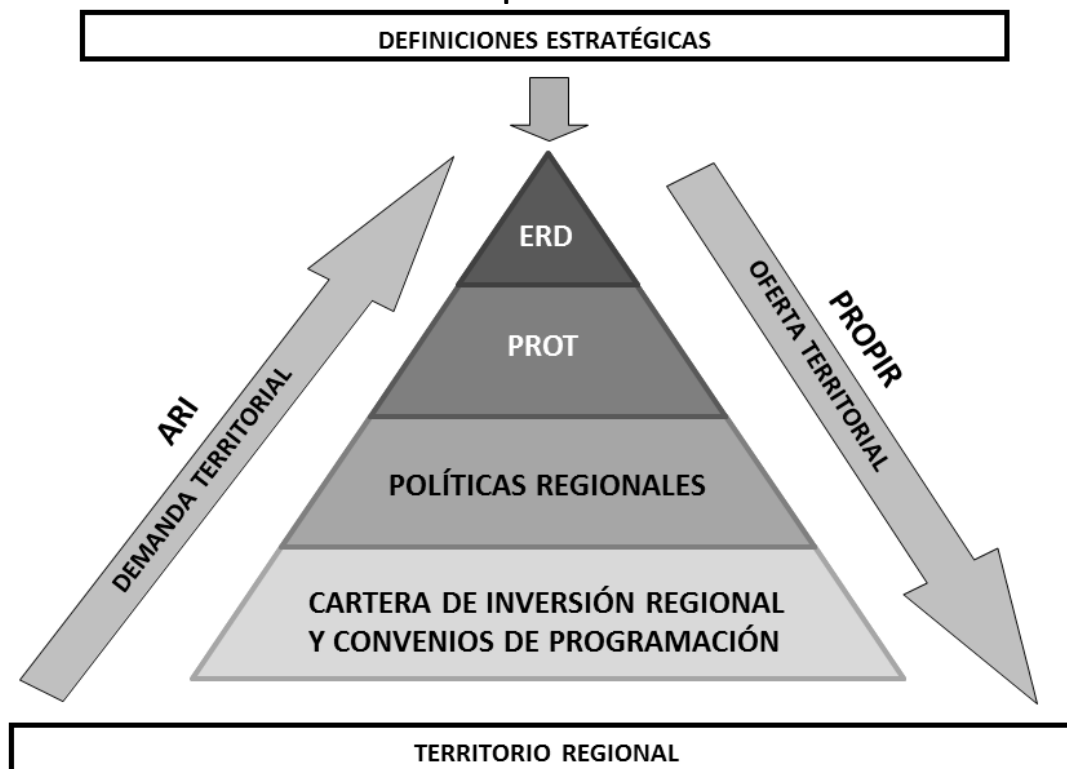 DEFINICIONES ESTRATÉGICAS
ERD
PROT
POLÍTICAS REGIONALES
CARTERA DE INVERSIÓN REGIONAL
Y CONVENIOS DE PROGRAMACIÓN
ARI
DEMANDA TERRITORIAL
PROPIR
OFERTA TERRITORIAL
TERRITORIO REGIONAL